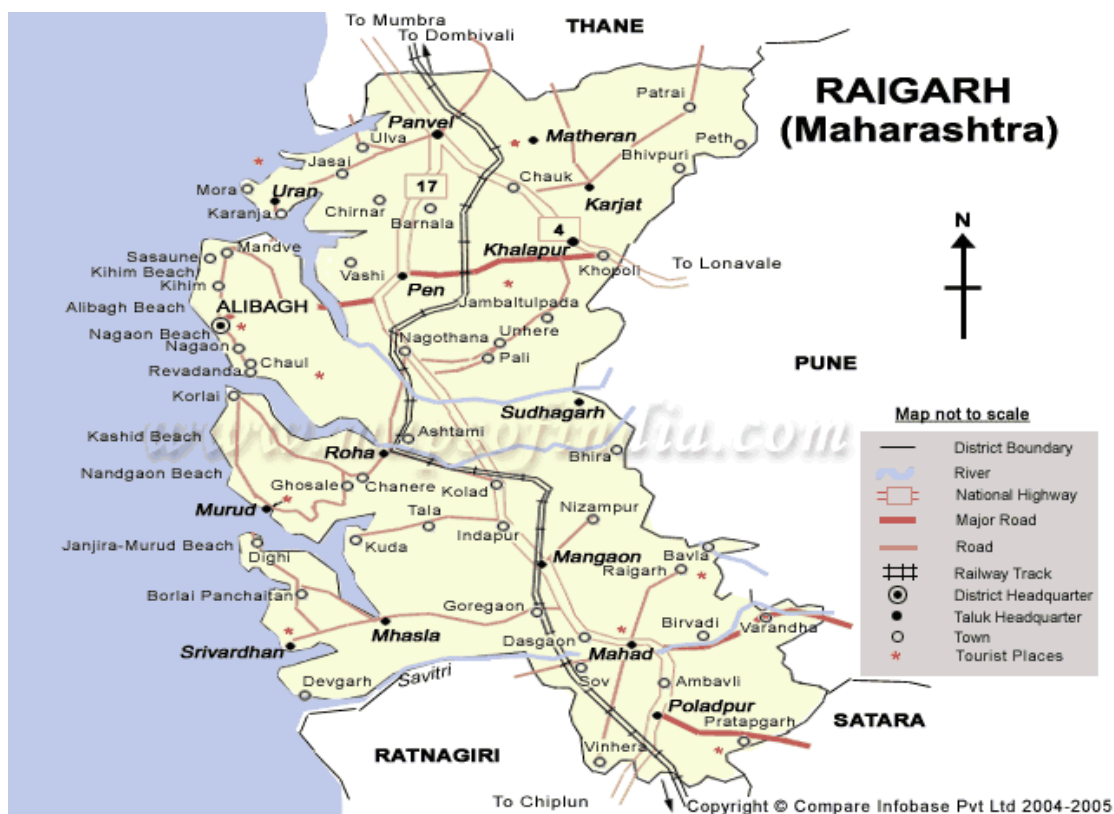 To Mumbra
To Dombivali
THANE
RAIGARH
(Maharashtra)
Patrai
Panvel
Ulva
Matheran
Peth
Bhivpuri
Jasai
Mora
Uran
17
Chauk
Karjat
Karanja
Chirnar
Barnala
N
4
Khalapur
Mandve
Sasaune
Kihim Beach
Vashi
Khopoli
To Lonavale
Kihim
Pen
Jambaltulpada
Alibagh Beach
ALIBAGH
Nagaon Beach
Nagothana
Unhere
Nagaon
Pali
Chaul
Revadanda
PUNE
Korlai
Sudhagarh
Map not to scale
www.mapsofindia.com
Kashid Beach
Ashtami
District Boundary
Roha
Bhira
Nandgaon Beach
River
Ghosale
Chanere
Kolad
National Highway
Murud
Nizampur
Major Road
Tala
Indapur
Janjira-Murud Beach
Kuda
Road
Dighi
Mangaon
Bavla
Raigarh
Railway Track
Borlai Panchaitan
District Headquarter
Goregaon
Taluk Headquarter
Mhasla
Birvadi
Varandha
Dasgaon
Town
Srivardhan
Mahad
Tourist Places
Savitri
Sov
Ambavli
Devgarh
Poladpur
Pratapgarh
SATARA
RATNAGIRI
Vinhera
To Chiplun
Copyright © Compare Infobase Pvt Ltd 2004-2005